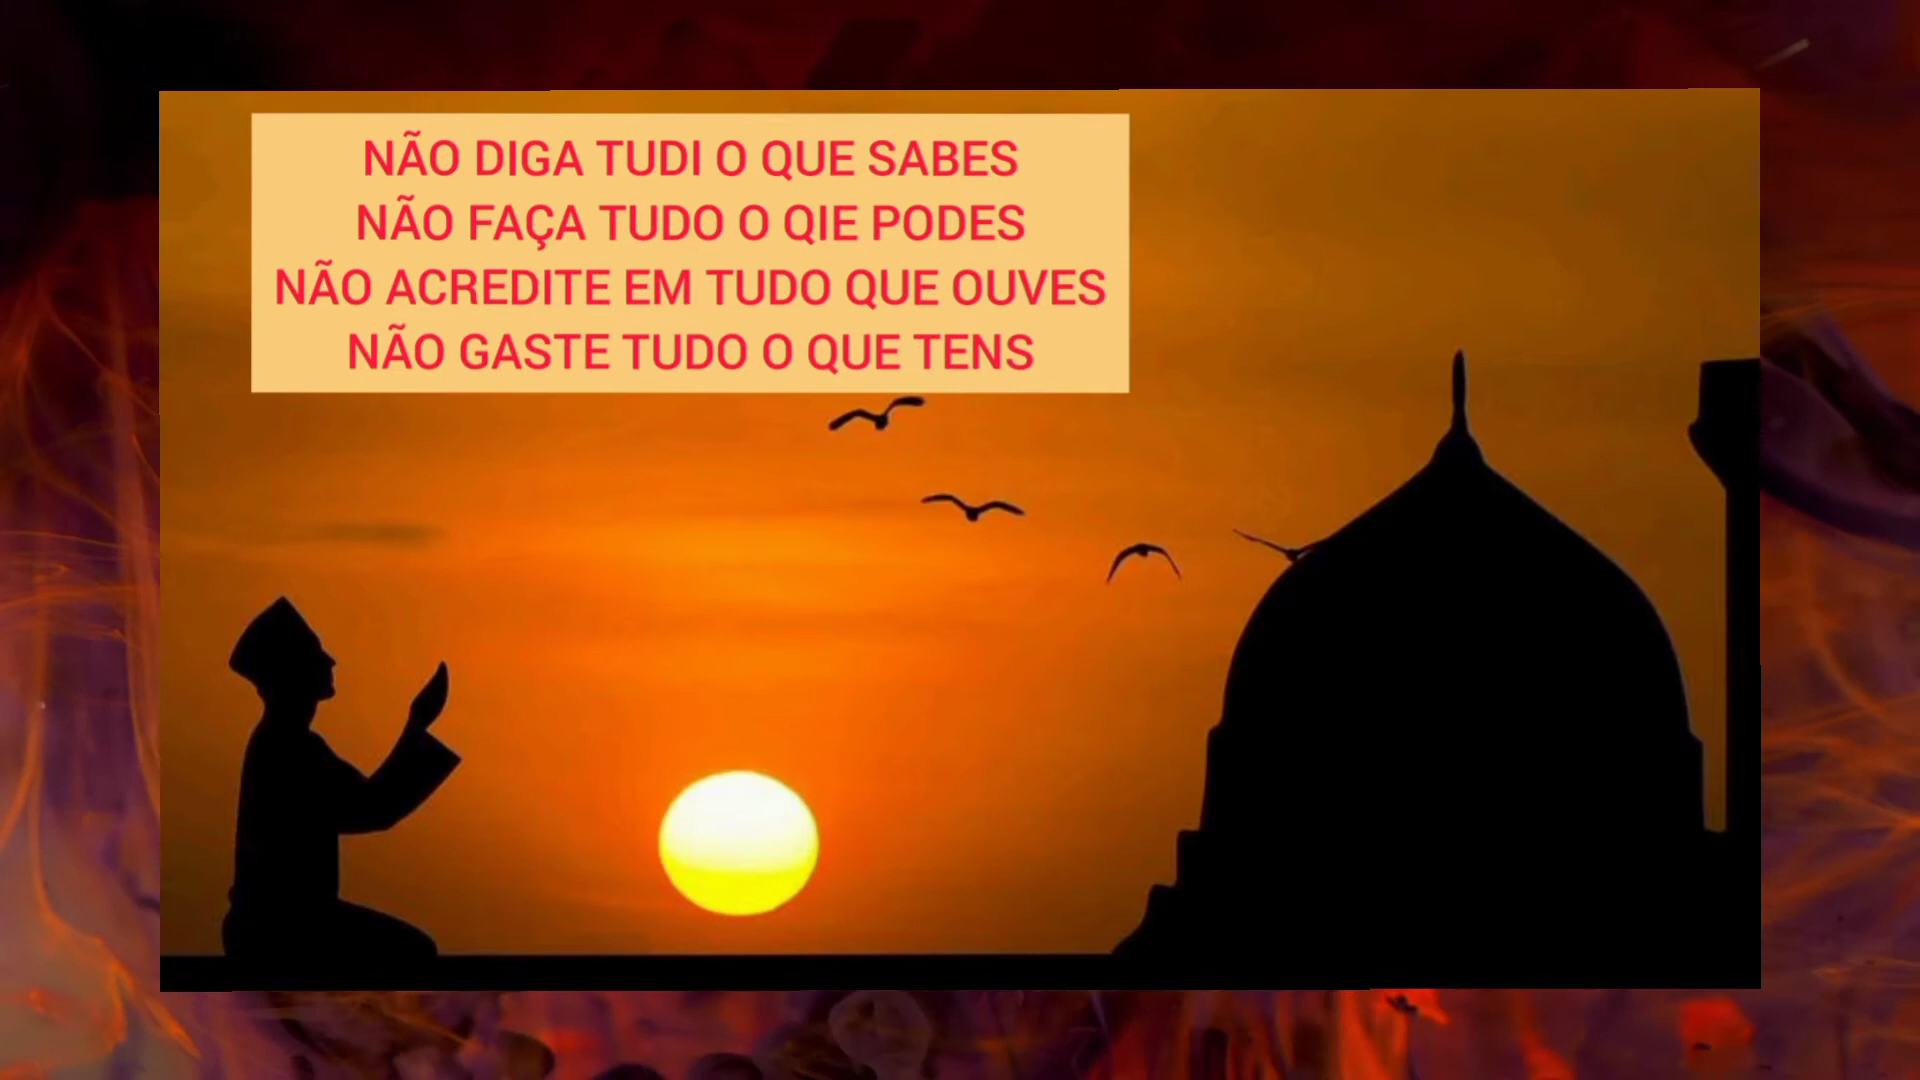 NÃO DIGA TUDI O QUE SABES
NÃO FAÇA TUDO O QIE PODES
NÃO ACREDITE EM TUDO QUE OUVES
NÃO GASTE TUDO O QUE TENS